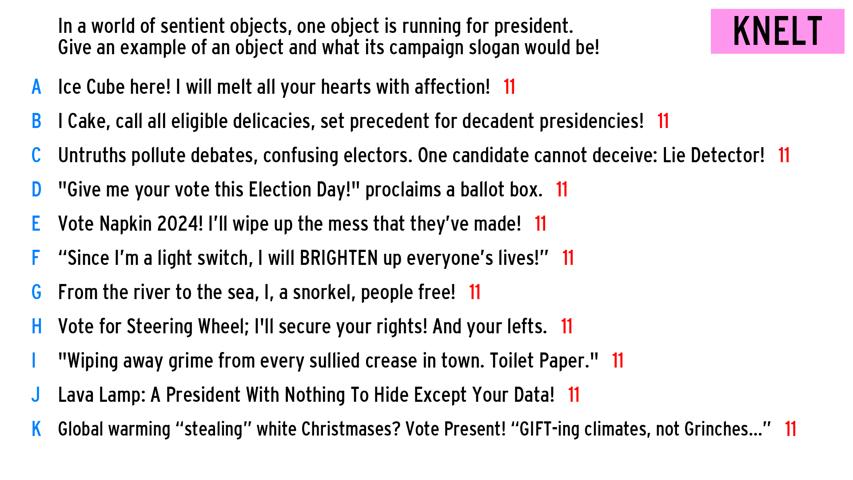 In a world of sentient objects, one object is running for president.
Give an example of an object and what its campaign slogan would be!
KNELT
A Ice Cube here! I will melt all your hearts with affection! 11
B I Cake, call all eligible delicacies, set precedent for decadent presidencies! 11
C Untruths pollute debates, confusing electors. One candidate cannot deceive: Lie Detector! 11
D "Give me your vote this Election Day!" proclaims a ballot box. 11
E Vote Napkin 2024! I’ll wipe up the mess that they’ve made! 11
F “Since I’m a light switch, I will BRIGHTEN up everyone’s lives!” 11
G From the river to the sea, I, a snorkel, people free! 11
H Vote for Steering Wheel; I'll secure your rights! And your lefts. 11
I "Wiping away grime from every sullied crease in town. Toilet Paper." 11
J Lava Lamp: A President With Nothing To Hide Except Your Data! 11
K Global warming “stealing” white Christmases? Vote Present! “GIFT-ing climates, not Grinches...” 11